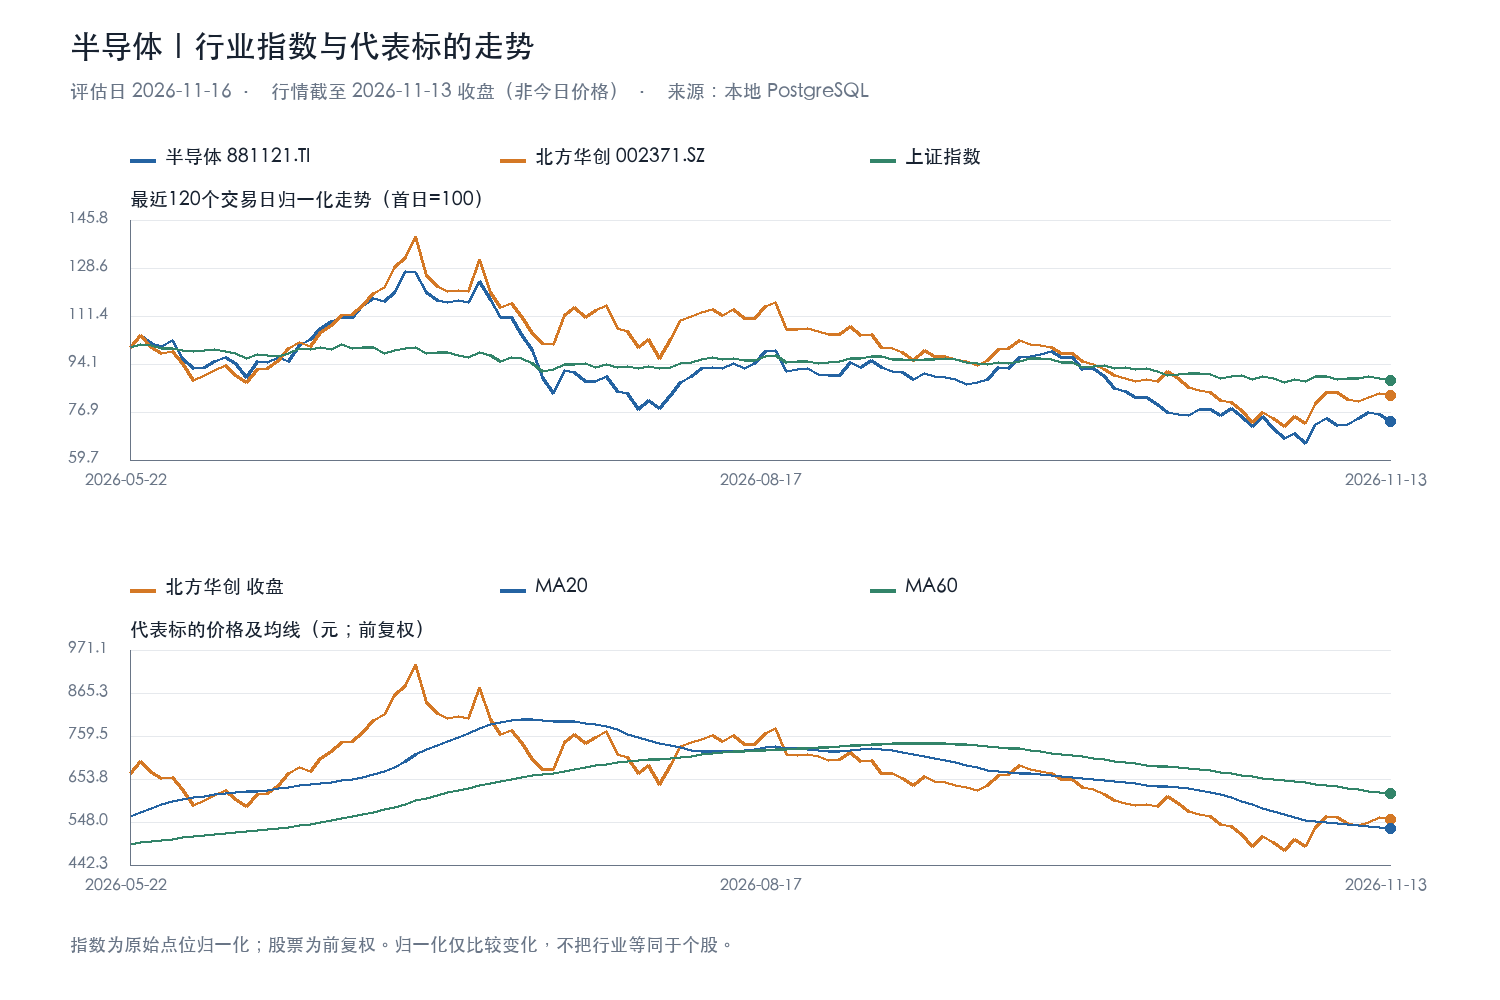 半导体｜行业指数与代表标的走势
评估日 2026-11-16 · 行情截至 2026-11-13 收盘（非今日价格） · 来源：本地 PostgreSQL
半导体 881121.TI 北方华创 002371.SZ 上证指数
最近120个交易日归一化走势（首日=100）
145.8
128.6
111.4
94.1
76.9
59.7
2026-05-22 2026-08-17 2026-11-13
北方华创 收盘 MA20 MA60
代表标的价格及均线（元；前复权）
971.1
865.3
759.5
653.8
548.0
442.3
2026-05-22 2026-08-17 2026-11-13
指数为原始点位归一化；股票为前复权。归一化仅比较变化，不把行业等同于个股。